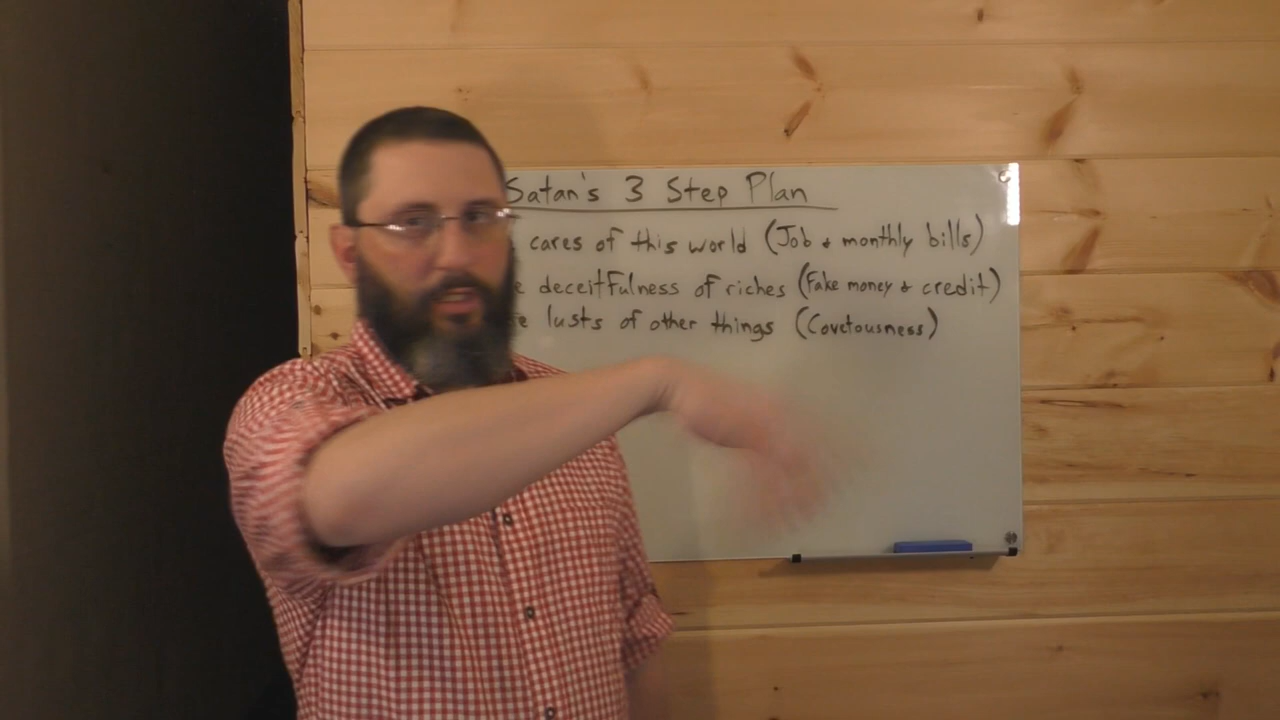 Satan's 3 Step Plan
cares of this world (Job & monthly bills)
deceitfulness of riches (Fake money & credit)
lusts of other things (Covetousness)